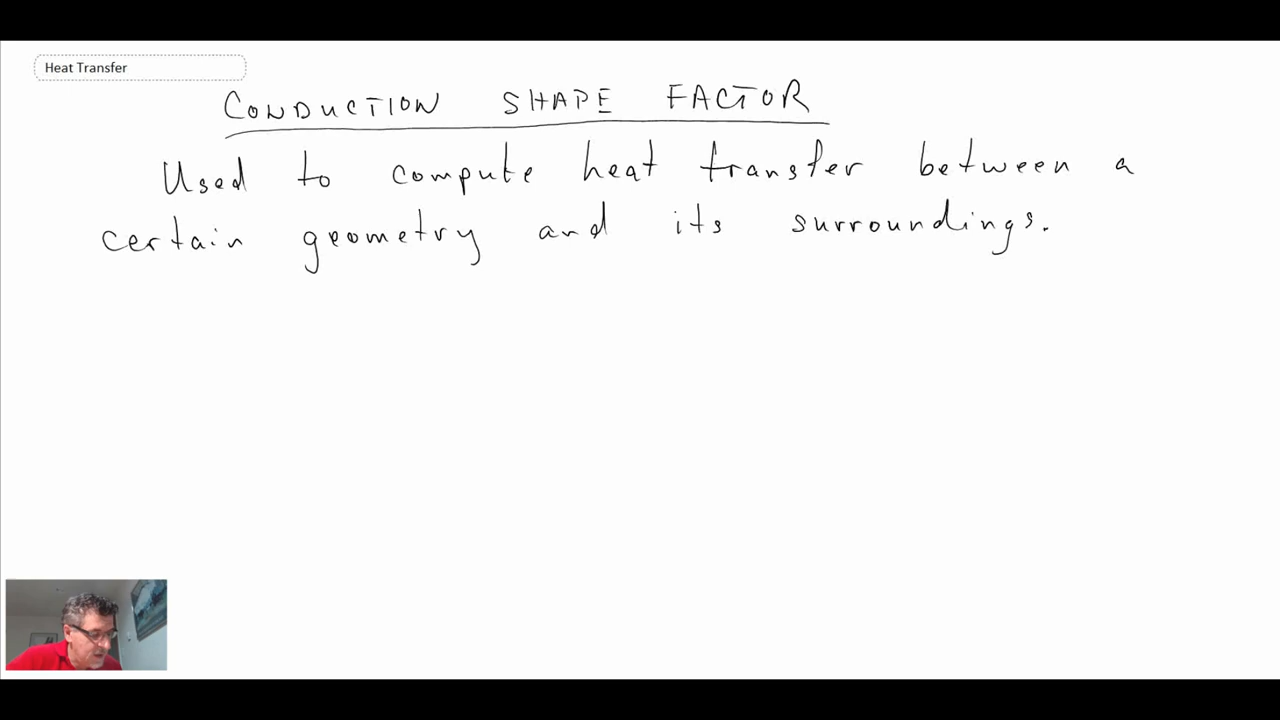 Heat Transfer
CONDUCTION SHAPE FACTOR
Used to compute heat transfer between a
certain geometry and its surroundings.